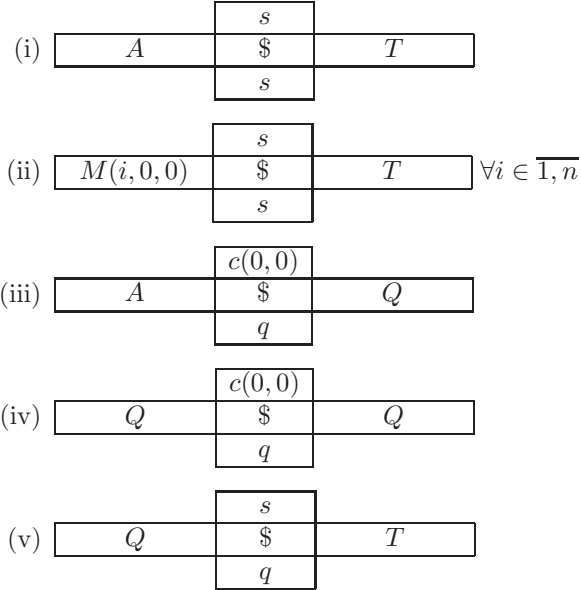 s
(i) A $ T
s
s
(ii) M(i, 0, 0) $ T ∀i ∈ \overline{1, n}
s
c(0, 0)
(iii) A $ Q
q
c(0, 0)
(iv) Q $ Q
q
s
(v) Q $ T
q